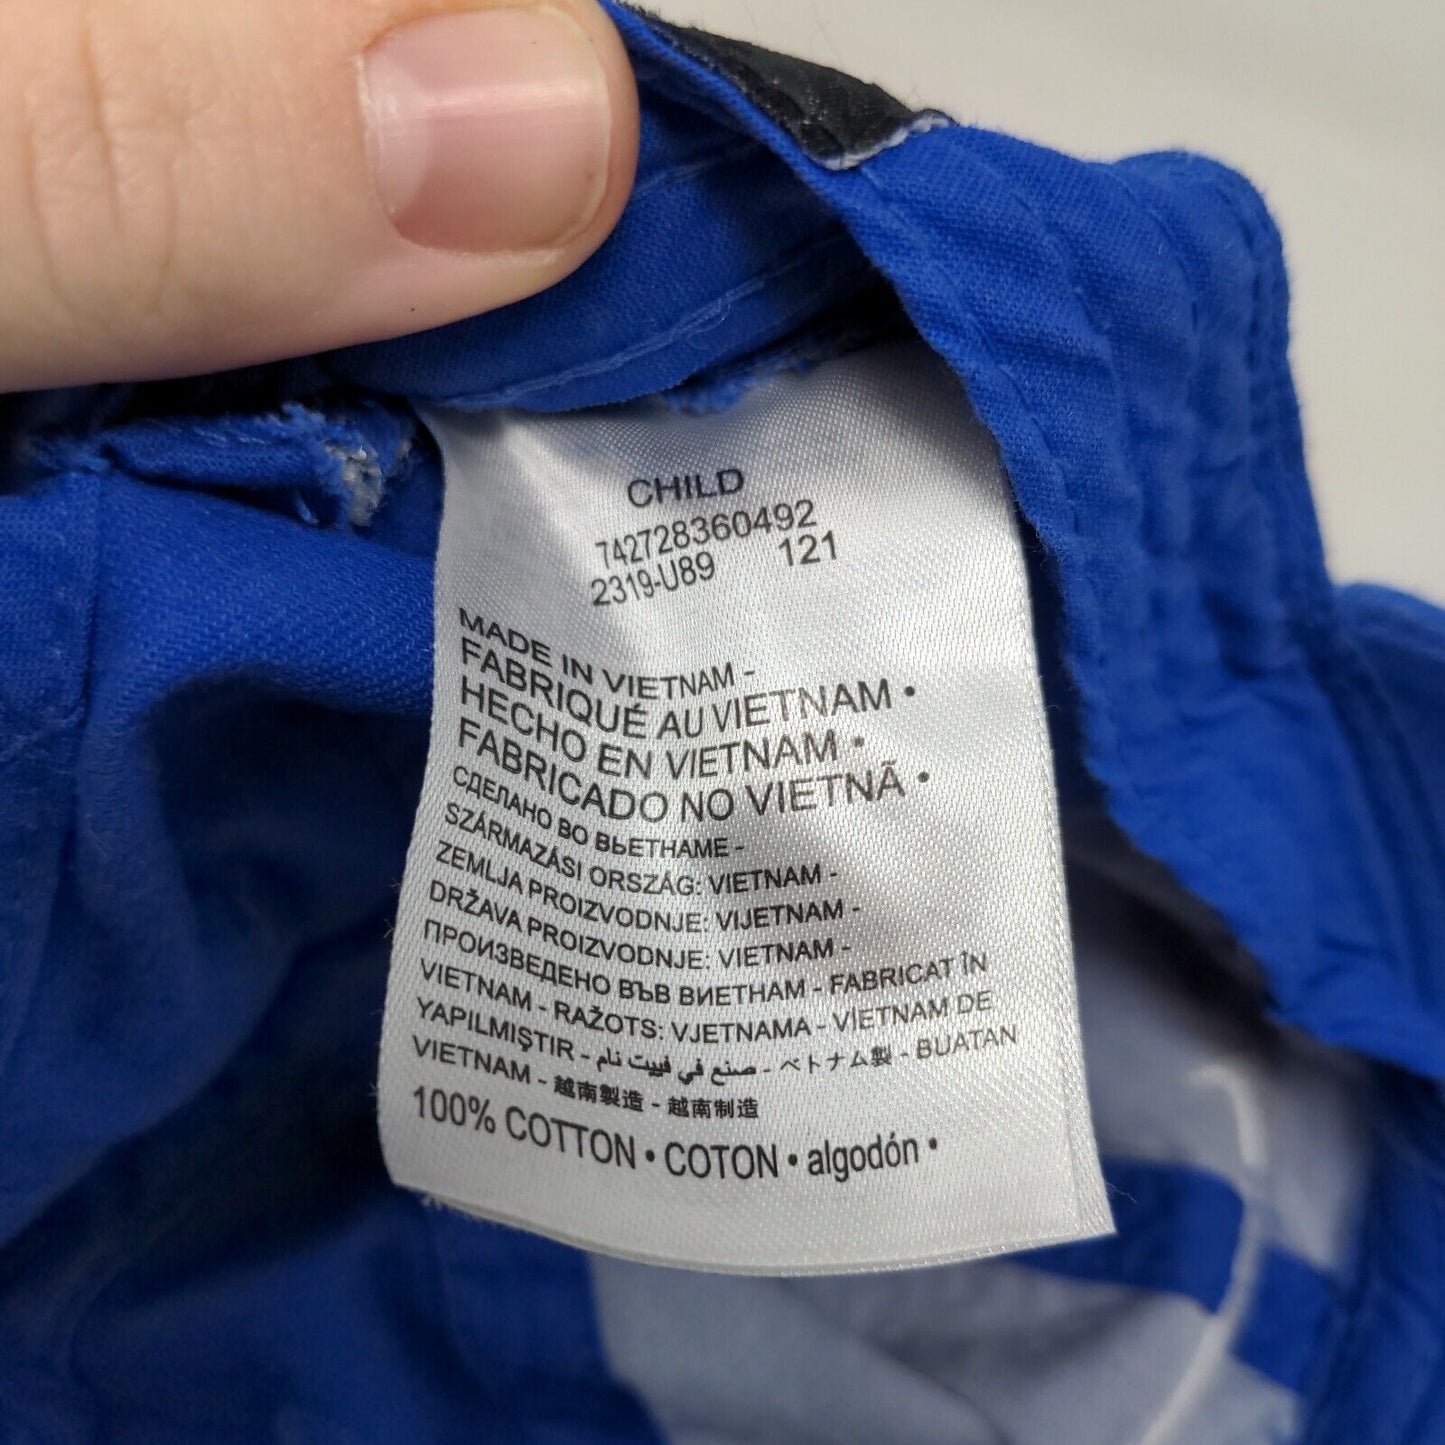 CHILD
742728360492
2319-U89 121
MADE IN VIETNAM -
FABRIQUÉ AU VIETNAM •
HECHO EN VIETNAM •
FABRICADO NO VIETNÃ •
СДЕЛАНО ВО ВЬЕТНАМЕ -
SZÁRMAZÁSI ORSZÁG: VIETNAM -
ZEMLJA PROIZVODNJE: VIJETNAM -
DRŽAVA PROIZVODNJE: VIETNAM -
ПРОИЗВЕДЕНО ВЪВ ВИЕТНАМ - FABRICAT ÎN
VIETNAM - RAŽOTS: VJETNAMA - VİETNAM DE
YAPILMIŞTIR - صنع في فييت نام - ベトナム製 - BUATAN
VIETNAM - 越南製造 - 越南制造
100% COTTON • COTON • algodón •